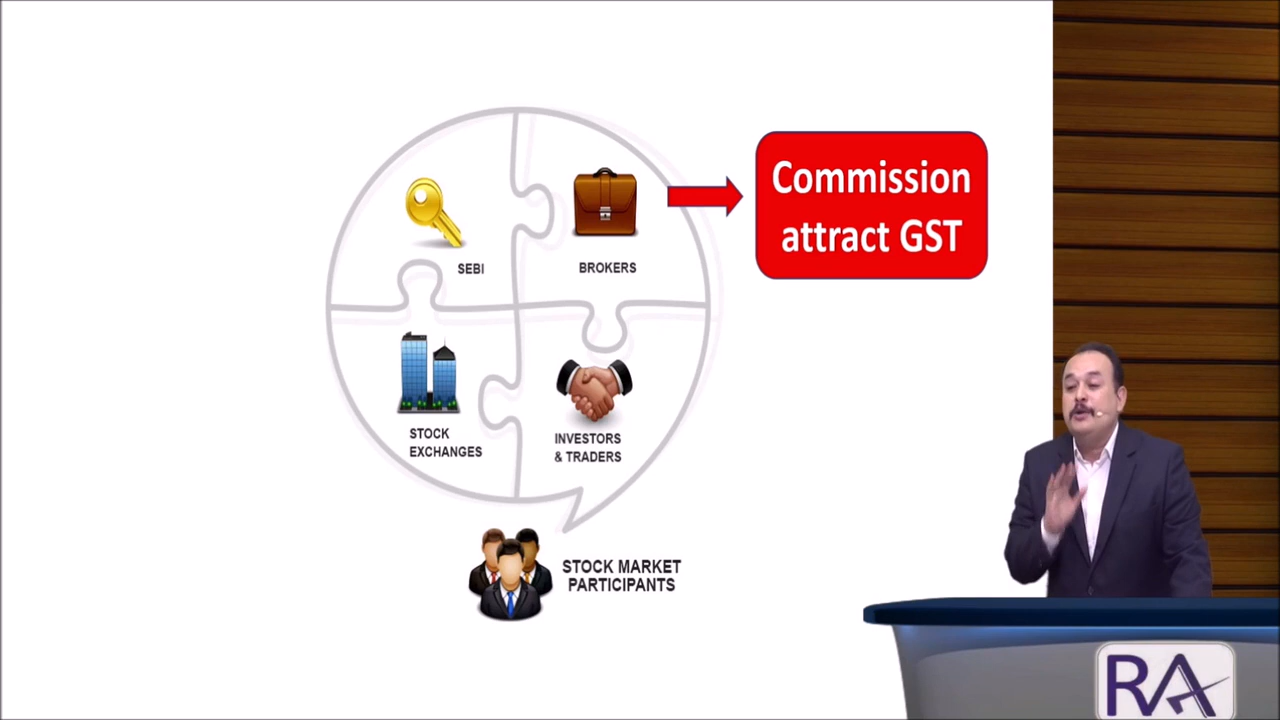 SEBI
BROKERS
Commission
attract GST
STOCK
EXCHANGES
INVESTORS
& TRADERS
STOCK MARKET
PARTICIPANTS
RA